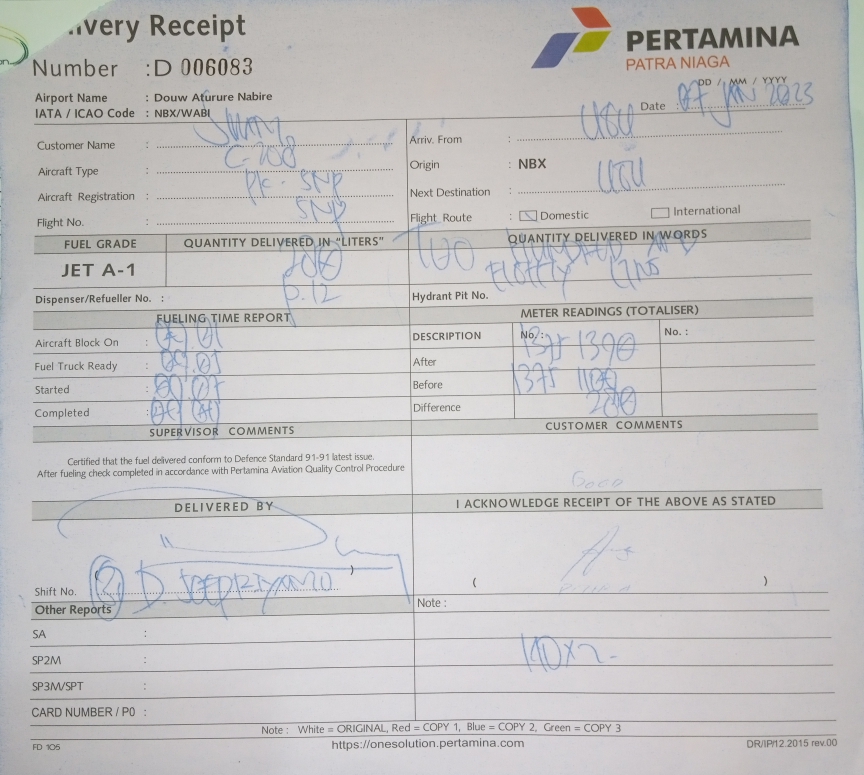 ivery Receipt
PERTAMINA
PATRA NIAGA
Number : D 006083
DD / MM / YYYY
Airport Name : Douw Aturure Nabire
Date : 07 JAN 2023
IATA / ICAO Code : NBX/WABI
Customer Name :
Arriv. From :
Aircraft Type : C-208
Origin : NBX
Aircraft Registration : PK - SNP
Next Destination :
Flight No. : SNP
Flight Route : Domestic International
FUEL GRADE QUANTITY DELIVERED IN "LITERS" QUANTITY DELIVERED IN WORDS
JET A-1 280 TWO HUNDRED AND
EIGHTY
Dispenser/Refueller No. : P.12
Hydrant Pit No.
FUELING TIME REPORT METER READINGS (TOTALISER)
Aircraft Block On :
DESCRIPTION No. : No. :
Fuel Truck Ready :
After 1375 1390
Started :
Before 1375
Completed :
Difference 280
SUPERVISOR COMMENTS CUSTOMER COMMENTS
Certified that the fuel delivered conform to Defence Standard 91-91 latest issue.
After fueling check completed in accordance with Pertamina Aviation Quality Control Procedure
DELIVERED BY I ACKNOWLEDGE RECEIPT OF THE ABOVE AS STATED
( )
Shift No. D. SOEPRIYANTO
( )
Other Reports Note :
SA :
SP2M :
SP3M/SPT :
CARD NUMBER / P0 :
Note : White = ORIGINAL, Red = COPY 1, Blue = COPY 2, Green = COPY 3
FD 105 https://onesolution.pertamina.com DR/IP/12.2015 rev.00